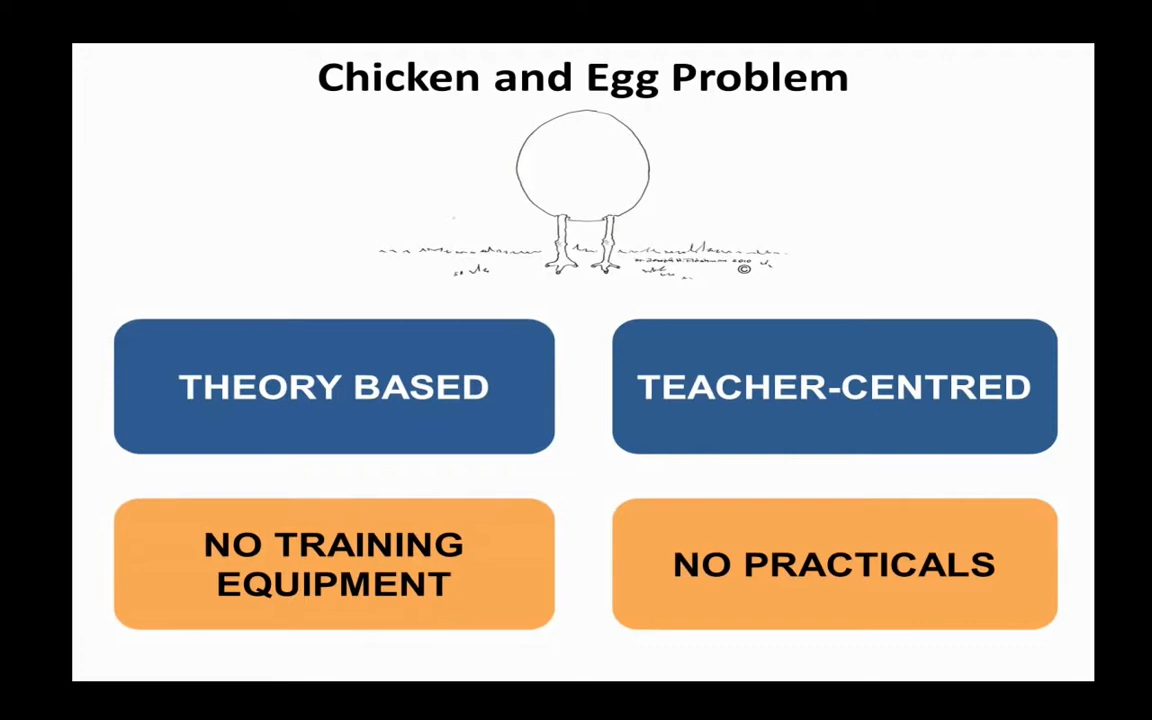 Chicken and Egg Problem
©
THEORY BASED
TEACHER-CENTRED
NO TRAINING
EQUIPMENT
NO PRACTICALS